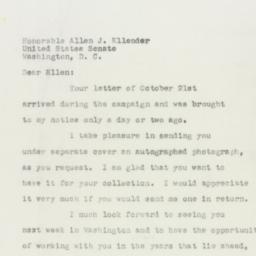 Honorable Allen J. Ellender
United States Senate
Washington, D. C.
Dear Ellen:
Your letter of October 21st
arrived during the campaign and was brought
to my notice only a day or two ago.
I take pleasure in sending you
under separate cover an autographed photograph,
as you request. I am glad that you want to
have it for your collection. I would appreciate
it very much if you would send me one in return.
I much look forward to seeing you
next week in Washington and to have the opportuni
of working with you in the years that lie ahead,